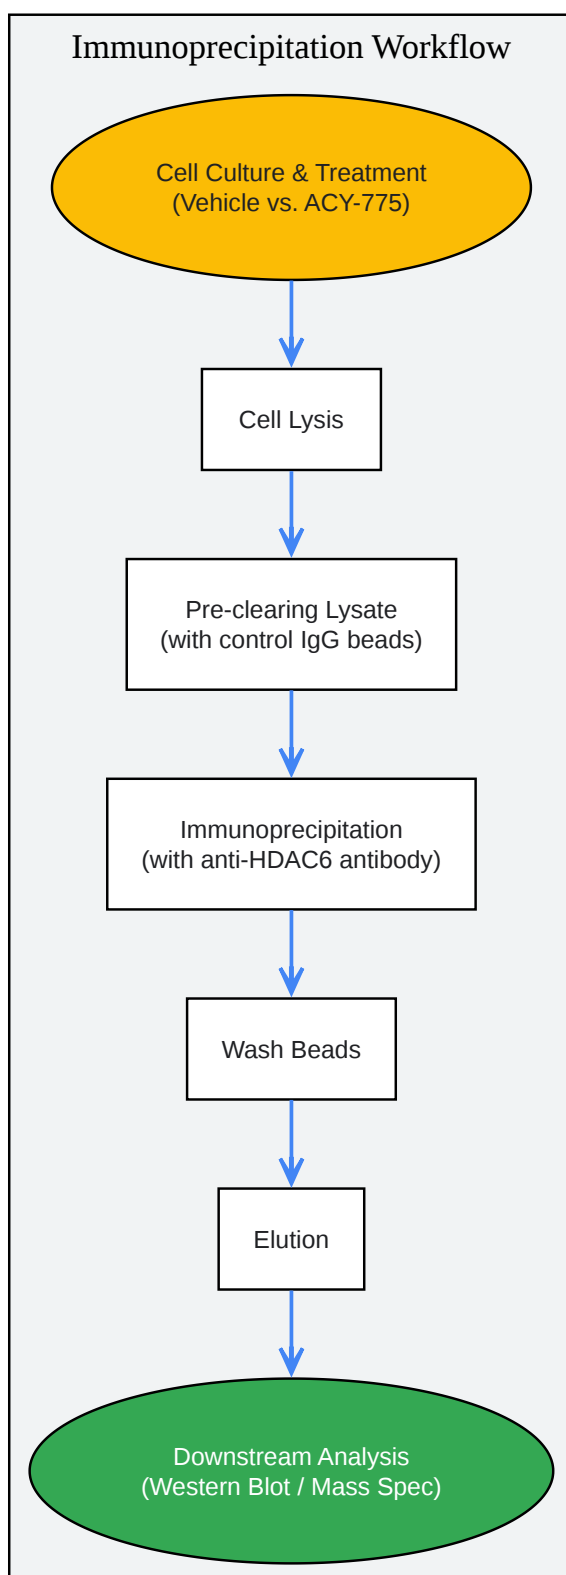 Immunoprecipitation Workflow
Cell Culture & Treatment
(Vehicle vs. ACY-775)
Cell Lysis
Pre-clearing Lysate
(with control IgG beads)
Immunoprecipitation
(with anti-HDAC6 antibody)
Wash Beads
Elution
Downstream Analysis
(Western Blot / Mass Spec)